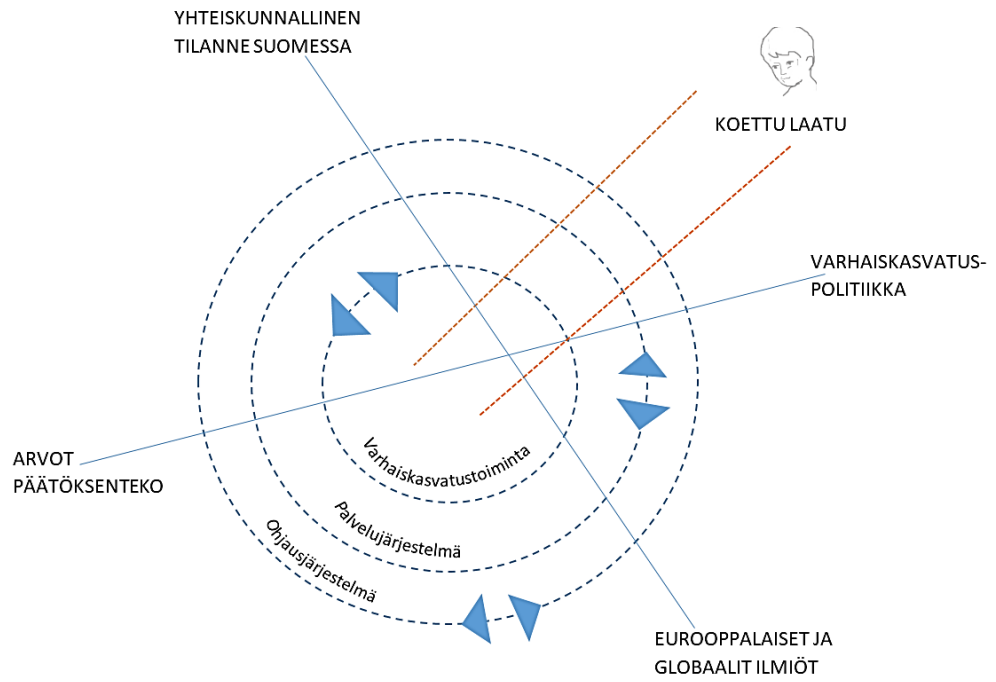 YHTEISKUNNALLINEN
TILANNE SUOMESSA
KOETTU LAATU
VARHAISKASVATUS-
POLITIIKKA
ARVOT
PÄÄTÖKSENTEKO
Varhaiskasvatustoiminta
Palvelujärjestelmä
Ohjausjärjestelmä
EUROOPPALAISET JA
GLOBAALIT ILMIÖT